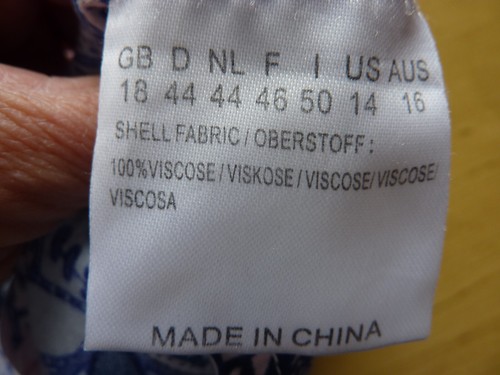 GB D NL F I US AUS
18 44 44 46 50 14 16
SHELL FABRIC / OBERSTOFF :
100%VISCOSE / VISKOSE / VISCOSE/ VISCOSE/
VISCOSA
MADE IN CHINA